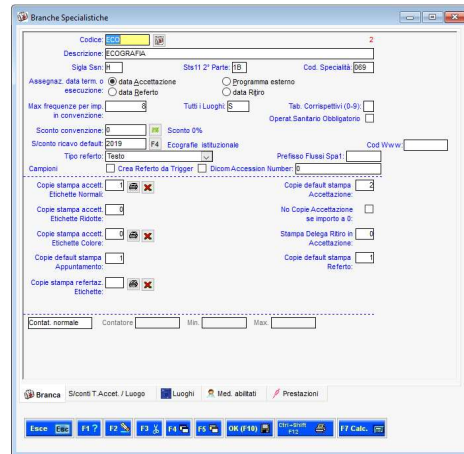 Branche Specialistiche
Codice: ECO 2
Descrizione: ECOGRAFIA
Sigla Ssn: H Sts11 2° Parte: 1B Cod. Specialità: 069
Assegnaz. data term. o esecuzione: data Accettazione Programma esterno
data Referto data Ritiro
Max frequenze per imp. in convenzione: 8 Tutti i Luoghi: S Tab. Corrispettivi (0-9):
Operat.Sanitario Obbligatorio
Sconto convenzione: 0 Sconto 0%
S/conto ricavo default: 2019 F4 Ecografie istituzionale Cod Www:
Tipo referto: Testo Prefisso Flussi Spa1:
Campioni Crea Referto da Trigger DicomAccession Number: 0
Copie stampa accett. Etichette Normali: 1 Copie default stampa Accettazione: 2
Copie stampa accett. Etichette Ridotte: 0 No Copie Accettazione se importo a 0:
Copie stampa accett. Etichette Colore: 0 Stampa Delega Ritiro in Accettazione: 0
Copie default stampa Appuntamento: 1 Copie default stampa Referto: 1
Copie stampa refertaz. Etichette:
Contat. normale Contatore Min. Max.
Branca S/conti T.Accet. / Luogo Luoghi Med. abilitati Prestazioni
Esce Esc F1 ? F2 F3 F4 F5 OK (F10) Ctrl+Shift F12 F7 Calc.